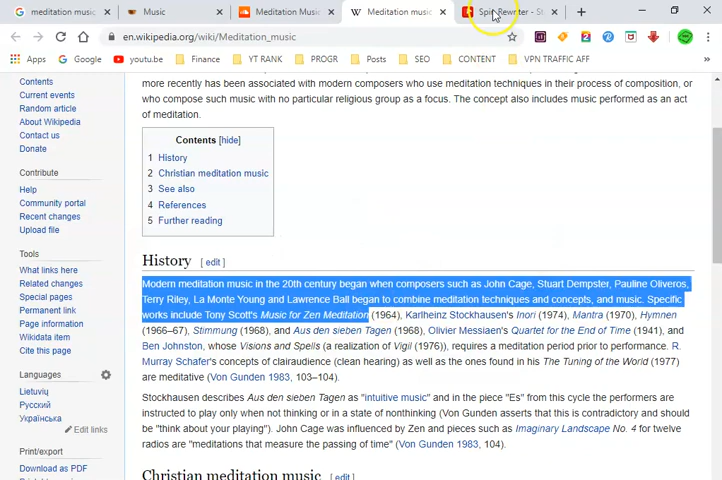 meditation music
Music
Meditation Music
Meditation music
Spin Rewriter - St
en.wikipedia.org/wiki/Meditation_music
Apps
Google
youtu.be
Finance
YT RANK
PROG
Posts
SEO
CONTENT
VPN TRAFFIC AFF
Contents
Current events
Random article
About Wikipedia
Contact us
Donate
Contribute
Help
Community portal
Recent changes
Upload file
Tools
What links here
Related changes
Special pages
Permanent link
Page information
Wikidata item
Cite this page
Languages
Lietuvių
Русский
Українська
Edit links
Print/export
Download as PDF
more recently has been associated with modern composers who use meditation techniques in their process of composition, or
who compose such music with no particular religious group as a focus. The concept also includes music performed as an act
of meditation.
Contents [hide]
1 History
2 Christian meditation music
3 See also
4 References
5 Further reading
History [ edit ]
Modern meditation music in the 20th century began when composers such as John Cage, Stuart Dempster, Pauline Oliveros,
Terry Riley, La Monte Young and Lawrence Ball began to combine meditation techniques and concepts, and music. Specific
works include Tony Scott's Music for Zen Meditation (1964), Karlheinz Stockhausen's Inori (1974), Mantra (1970), Hymnen
(1966–67), Stimmung (1968), and Aus den sieben Tagen (1968), Olivier Messiaen's Quartet for the End of Time (1941), and
Ben Johnston, whose Visions and Spells (a realization of Vigil (1976)), requires a meditation period prior to performance. R.
Murray Schafer's concepts of clairaudience (clean hearing) as well as the ones found in his The Tuning of the World (1977)
are meditative (Von Gunden 1983, 103–104).
Stockhausen describes Aus den sieben Tagen as "intuitive music" and in the piece "Es" from this cycle the performers are
instructed to play only when not thinking or in a state of nonthinking (Von Gunden asserts that this is contradictory and should
be "think about your playing"). John Cage was influenced by Zen and pieces such as Imaginary Landscape No. 4 for twelve
radios are "meditations that measure the passing of time" (Von Gunden 1983, 104).
Christian meditation music [ edit ]